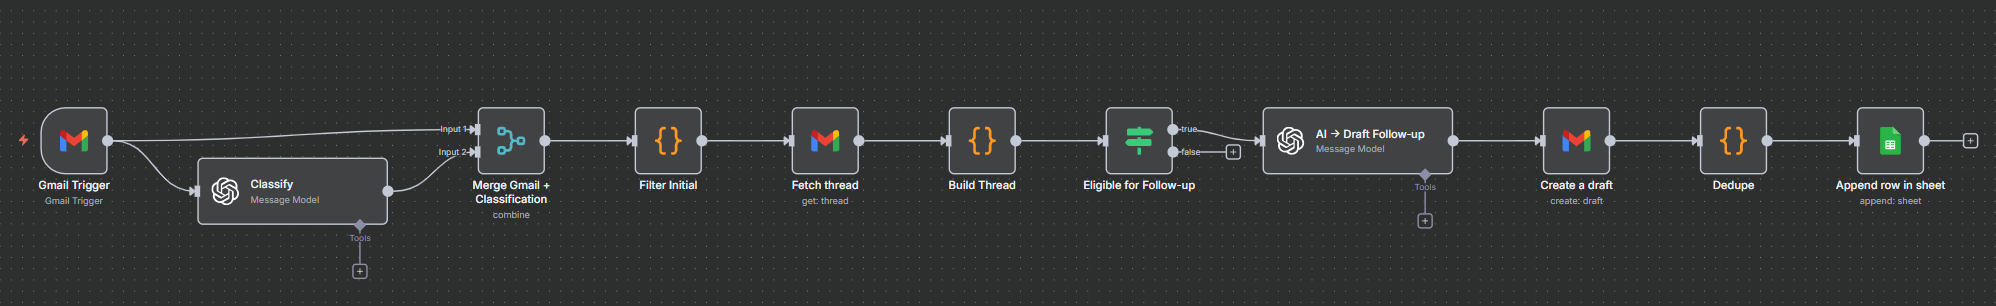 Gmail Trigger
Gmail Trigger
Classify
Message Model
Tools
Input 1
Input 2
Merge Gmail +
Classification
combine
{}
Filter Initial
Fetch thread
get: thread
{}
Build Thread
true
false
Eligible for Follow-up
AI → Draft Follow-up
Message Model
Tools
Create a draft
create: draft
{}
Dedupe
Append row in sheet
append: sheet